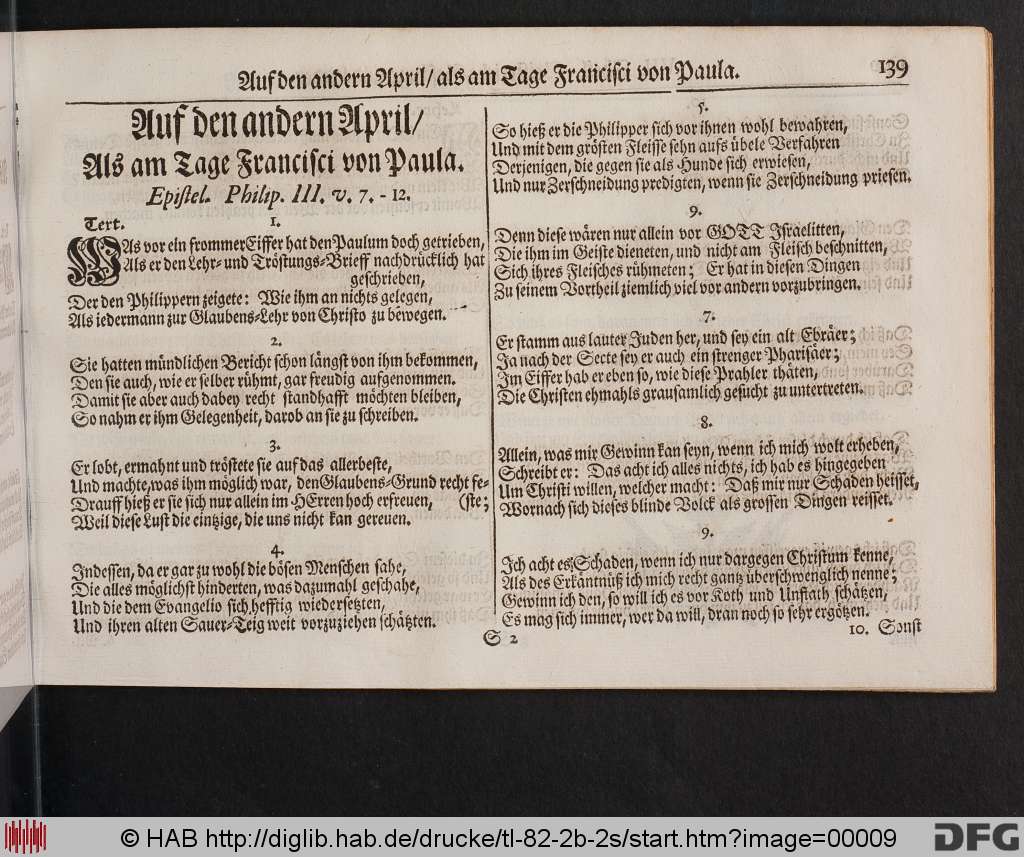 Auf den andern April/ als am Tage Francisci von Paula.
139
Auf den andern April/
Als am Tage Francisci von Paula.
Epistel. Philip. III. v. 7. - 12.
Text.
1.
WAs vor ein frommer Eiffer hat den Paulum doch getrieben,
Als er den Lehr- und Tröstungs-Brieff nachdrücklich hat
geschrieben,
Der den Philippern zeigete: Wie ihm an nichts gelegen,
Als iedermann zur Glaubens-Lehr von Christo zu bewegen.
2.
Sie hatten mündlichen Bericht schon längst von ihm bekommen,
Den sie auch, wie er selber rühmt, gar freudig aufgenommen.
Damit sie aber auch dabey recht standhafft möchten bleiben,
So nahm er ihm Gelegenheit, darob an sie zu schreiben.
3.
Er lobt, ermahnt und tröstete sie auf das allerbeste,
Und machte, was ihm möglich war, den Glaubens-Grund recht fe-
Drauff hieß er sie sich nur allein im HErren hoch erfreuen, (ste;
Weil diese Lust die eintzige, die uns nicht kan gereuen.
4.
Indessen, da er gar zu wohl die bösen Menschen sahe,
Die alles möglichst hinderten, was dazumahl geschahe,
Und die dem Evangelio sich hefftig wiedersetzten,
Und ihren alten Sauer-Teig weit vorzuziehen schätzten.
5.
So hieß er die Philipper sich vor ihnen wohl bewahren,
Und mit dem grösten Fleisse sehn aufs übele Verfahren
Derjenigen, die gegen sie als Hunde sich erwiesen,
Und nur Zerschneidung predigten, wenn sie Zerschneidung priesen.
9.
Denn diese wären nur allein vor GOTT Israelitten,
Die ihm im Geiste dieneten, und nicht am Fleisch beschnitten,
Sich ihres Fleisches rühmeten; Er hat in diesen Dingen
Zu seinem Vortheil ziemlich viel vor andern vorzubringen.
7.
Er stamm aus lauter Juden her, und sey ein alt Ebräer;
Ja nach der Secte sey er auch ein strenger Pharisäer;
Im Eiffer hab er eben so, wie diese Prahler thäten,
Die Christen ehmahls grausamlich gesucht zu untertreten.
8.
Allein, was mir Gewinn kan seyn, wenn ich mich wolt erheben,
Schreibt er: Das acht ich alles nichts, ich hab es hingegeben
Um Christi willen, welcher macht: Daß mir nur Schaden heisset,
Wornach sich dieses blinde Volck als grossen Dingen reisset.
9.
Ich acht es Schaden, wenn ich nur dargegen Christum kenne,
Als des Erkäntnüß ich mich recht gantz überschwenglich nenne;
Gewinn ich den, so will ich es vor Koth und Unflath schätzen,
Es mag sich immer, wer da will, dran noch so sehr ergötzen.
S 2
10. Sonst
© HAB http://diglib.hab.de/drucke/tl-82-2b-2s/start.htm?image=00009
DFG